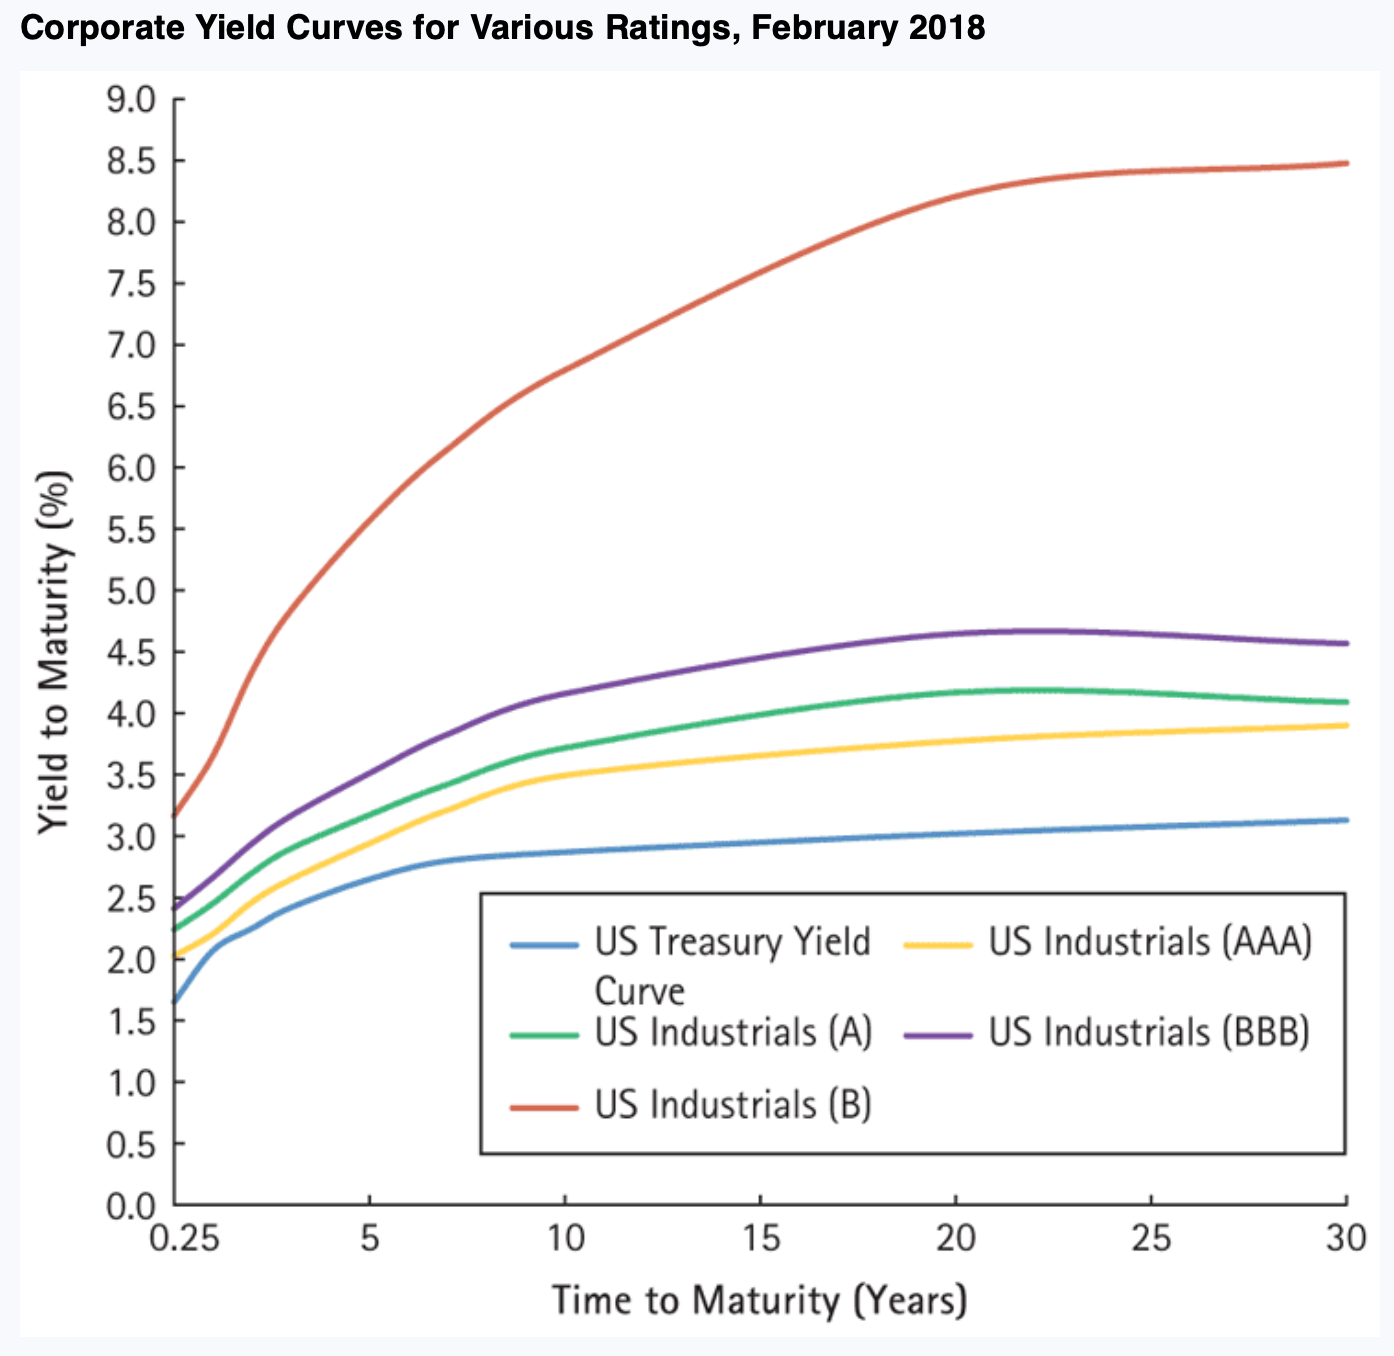 Corporate Yield Curves for Various Ratings, February 2018
9.0
8.5
8.0
7.5
7.0
6.5
6.0
5.5
5.0
4.5
4.0
3.5
3.0
2.5
2.0
1.5
1.0
0.5
0.0
Yield to Maturity (%)
US Treasury Yield
Curve
US Industrials (AAA)
US Industrials (A)
US Industrials (BBB)
US Industrials (B)
0.25 5 10 15 20 25 30
Time to Maturity (Years)